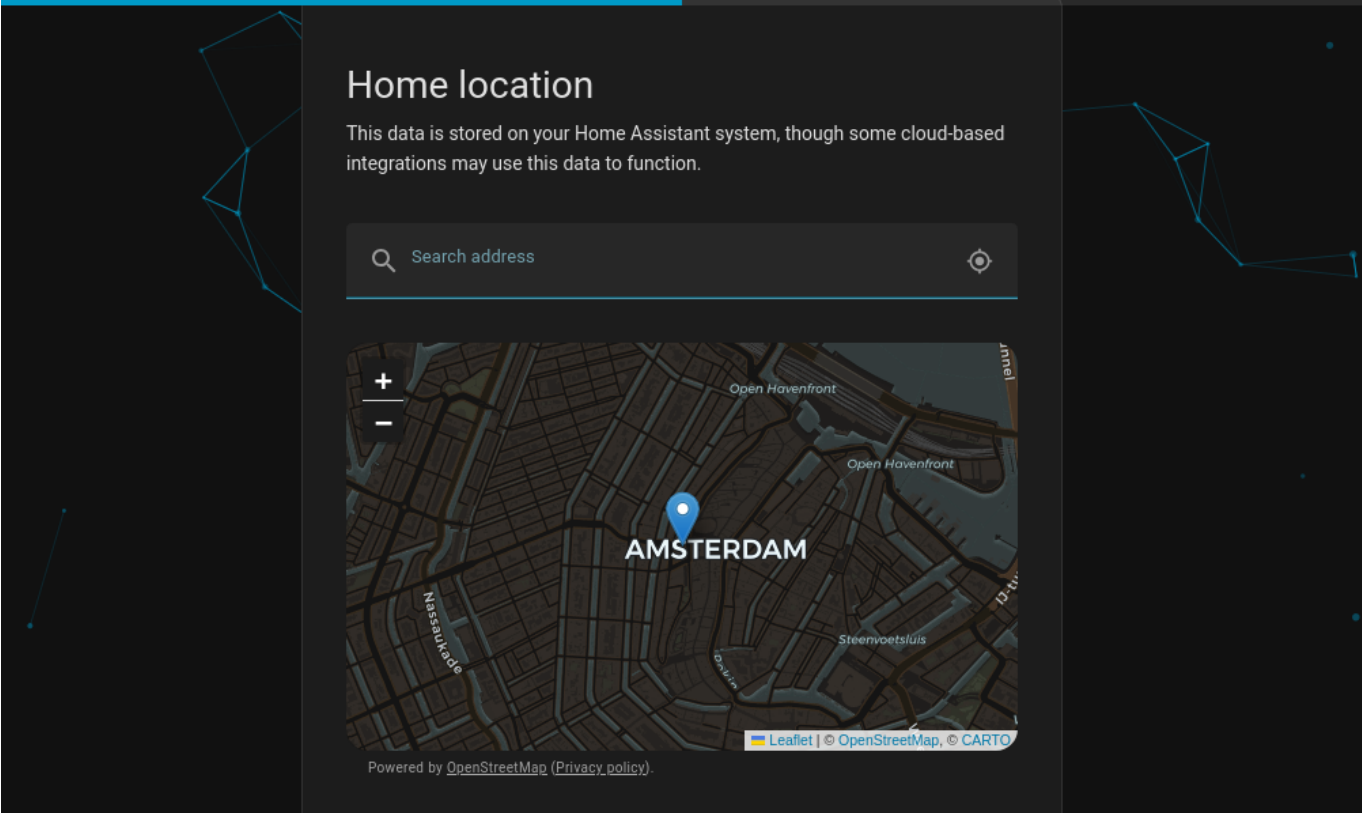 Home location
This data is stored on your Home Assistant system, though some cloud-based
integrations may use this data to function.
Search address
+
−
Open Havenfront
Open Havenfront
AMSTERDAM
Nassaukade
Steenvoetsluis
Rokin
Leaflet | © OpenStreetMap, © CARTO
Powered by OpenStreetMap (Privacy policy).